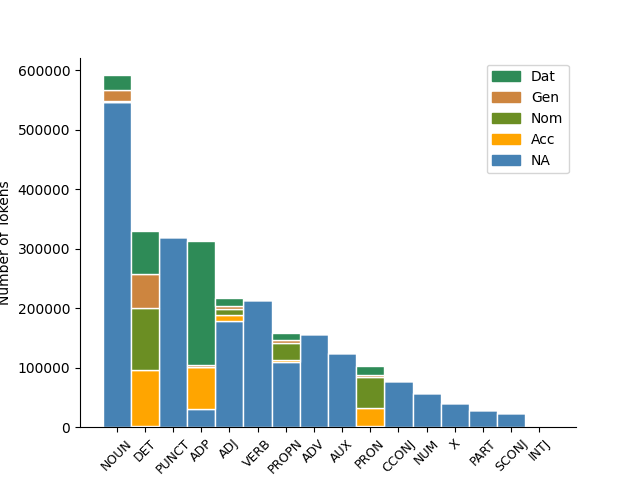 600000
500000
400000
300000
200000
100000
0
Number of Tokens
Dat
Gen
Nom
Acc
NA
NOUN
DET
PUNCT
ADP
ADJ
VERB
PROPN
ADV
AUX
PRON
CCONJ
NUM
X
PART
SCONJ
INTJ